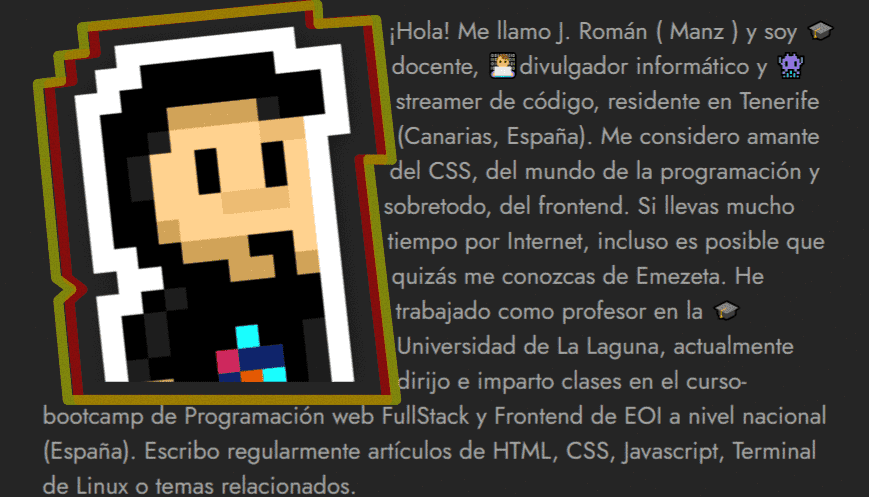 ¡Hola! Me llamo J. Román ( Manz ) y soy 🎓
docente, 👨‍💻 divulgador informático y 👾
streamer de código, residente en Tenerife
(Canarias, España). Me considero amante
del CSS, del mundo de la programación y
sobretodo, del frontend. Si llevas mucho
tiempo por Internet, incluso es posible que
quizás me conozcas de Emezeta. He
trabajado como profesor en la 🎓
Universidad de La Laguna, actualmente
dirijo e imparto clases en el curso-
bootcamp de Programación web FullStack y Frontend de EOI a nivel nacional
(España). Escribo regularmente artículos de HTML, CSS, Javascript, Terminal
de Linux o temas relacionados.